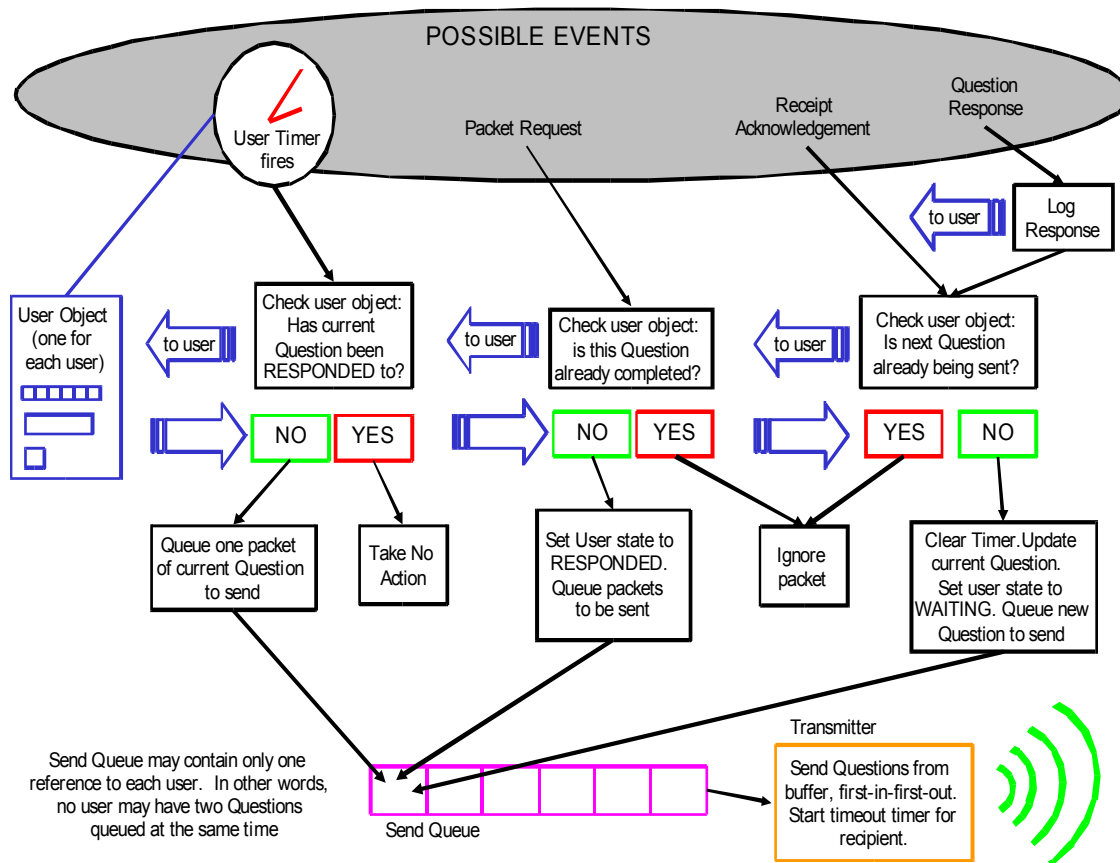 POSSIBLE EVENTS
User Timer
fires
Packet Request
Receipt
Acknowledgement
Question
Response
to user
Log
Response
User Object
(one for
each user)
to user
Check user object:
Has current
Question been
RESPONDED to?
to user
Check user object:
is this Question
already completed?
to user
Check user object:
Is next Question
already being sent?
NO
YES
NO
YES
YES
NO
Queue one packet
of current Question
to send
Take No
Action
Set User state to
RESPONDED.
Queue packets
to be sent
Ignore
packet
Clear Timer.Update
current Question.
Set user state to
WAITING. Queue new
Question to send
Send Queue may contain only one
reference to each user. In other words,
no user may have two Questions
queued at the same time
Send Queue
Transmitter
Send Questions from
buffer, first-in-first-out.
Start timeout timer for
recipient.